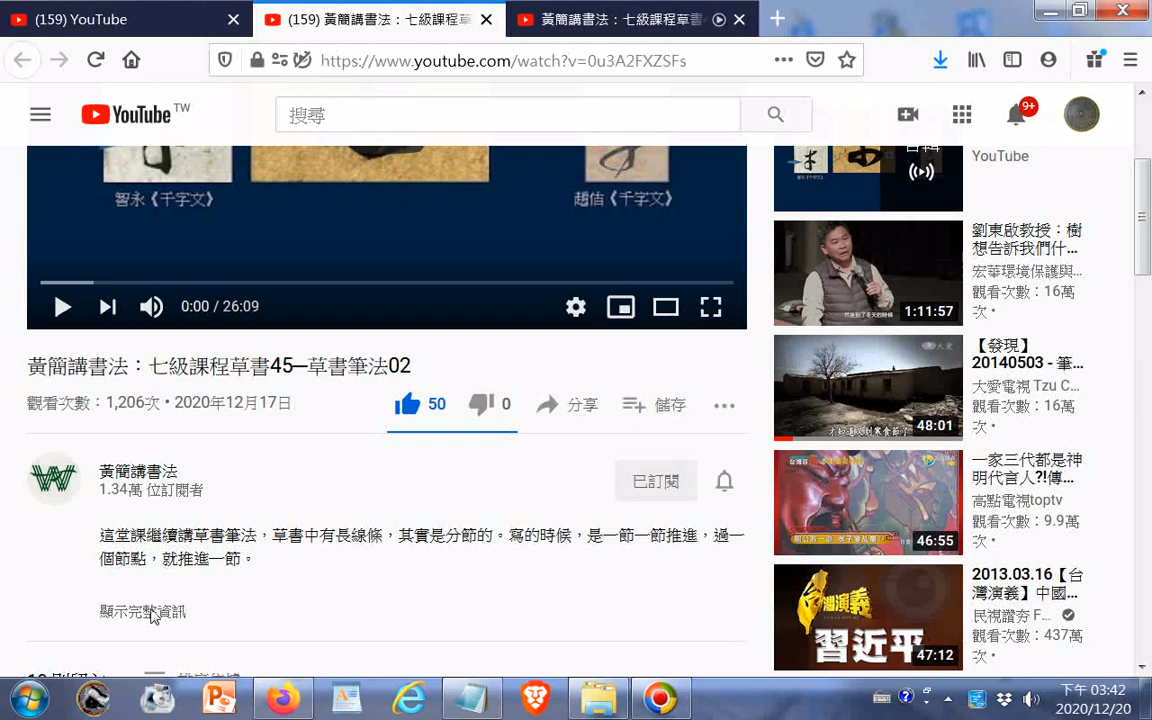 (159) YouTube
(159) 黃簡講書法：七級課程草
黃簡講書法：七級課程草書
https://www.youtube.com/watch?v=0u3A2FXZSFs
YouTube TW
搜尋
9+
智永《千字文》
趙佶《千字文》
0:00 / 26:09
黃簡講書法：七級課程草書45─草書筆法02
觀看次數：1,206次 • 2020年12月17日
50
0
分享
儲存
黃簡講書法
1.34萬 位訂閱者
已訂閱
這堂課繼續講草書筆法，草書中有長線條，其實是分節的。寫的時候，是一節一節推進，過一
個節點，就推進一節。
顯示完整資訊
YouTube
劉東啟教授：樹
想告訴我們什...
宏華環境保護與...
觀看次數：16萬
次 •
1:11:57
【發現】
20140503 - 筆...
大愛電視 Tzu C...
觀看次數：16萬
次 •
48:01
一家三代都是神
明代言人?!傳...
高點電視toptv
觀看次數：9.9萬
次 •
46:55
2013.03.16【台
灣演義】中國...
民視讚夯 F...
觀看次數：437萬
次 •
台灣演義
習近平
47:12
下午 03:42
2020/12/20